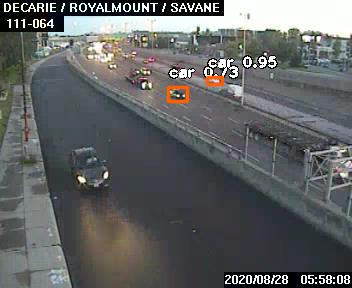 DECARIE / ROYALMOUNT / SAVANE
111-064
car 0.95
car 0.73
2020/08/28 05:58:08